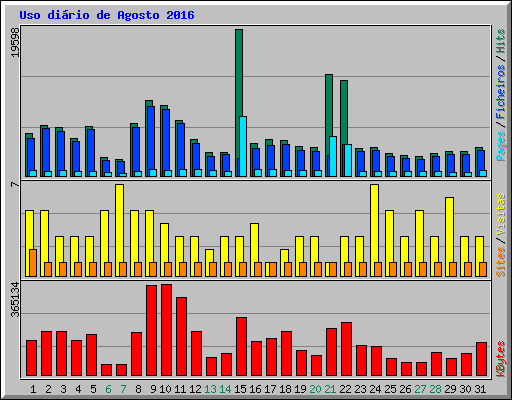 Uso diário de Agosto 2016
19598
Páges / Ficheiros / Hits
7
Sites / visitas
365134
KBytes
1 2 3 4 5 6 7 8 9 10 11 12 13 14 15 16 17 18 19 20 21 22 23 24 25 26 27 28 29 30 31